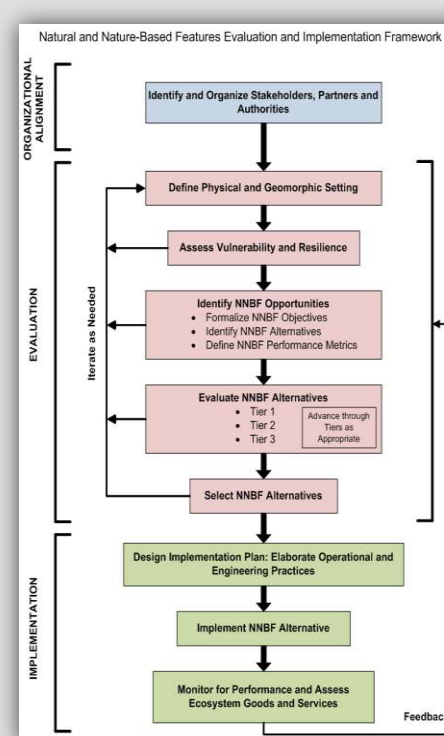 Natural and Nature-Based Features Evaluation and Implementation Framework
ORGANIZATIONAL
ALIGNMENT
Identify and Organize Stakeholders, Partners and
Authorities
EVALUATION
Iterate as Needed
Define Physical and Geomorphic Setting
Assess Vulnerability and Resilience
Identify NNBF Opportunities
• Formalize NNBF Objectives
• Identify NNBF Alternatives
• Define NNBF Performance Metrics
Evaluate NNBF Alternatives
• Tier 1
• Tier 2
• Tier 3
Advance through
Tiers as
Appropriate
Select NNBF Alternatives
IMPLEMENTATION
Design Implementation Plan: Elaborate Operational and
Engineering Practices
Implement NNBF Alternative
Monitor for Performance and Assess
Ecosystem Goods and Services
Feedbac